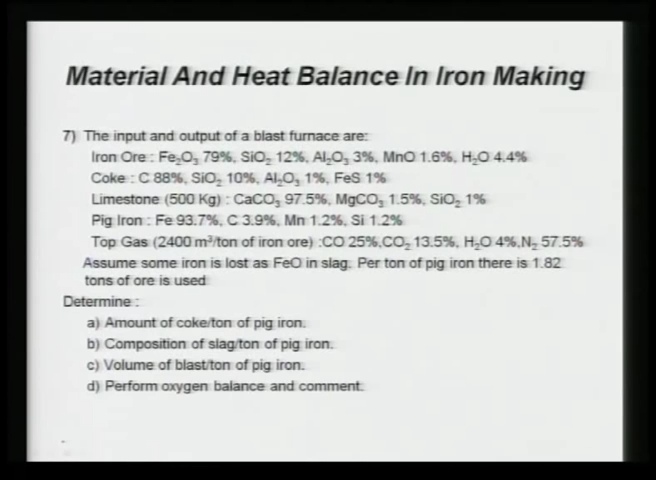 Material And Heat Balance In Iron Making
7) The input and output of a blast furnace are:
Iron Ore : Fe₂O₃ 79%, SiO₂ 12%, Al₂O₃ 3%, MnO 1.6%, H₂O 4.4%
Coke : C 88%, SiO₂ 10%, Al₂O₃ 1%, FeS 1%
Limestone (500 Kg) : CaCO₃ 97.5%, MgCO₃ 1.5%, SiO₂ 1%
Pig Iron : Fe 93.7%, C 3.9%, Mn 1.2%, Si 1.2%
Top Gas (2400 m³/ton of iron ore) :CO 25%,CO₂ 13.5%, H₂O 4%,N₂ 57.5%
Assume some iron is lost as FeO in slag. Per ton of pig iron there is 1.82
tons of ore is used
Determine :
a) Amount of coke/ton of pig iron.
b) Composition of slag/ton of pig iron.
c) Volume of blast/ton of pig iron.
d) Perform oxygen balance and comment.